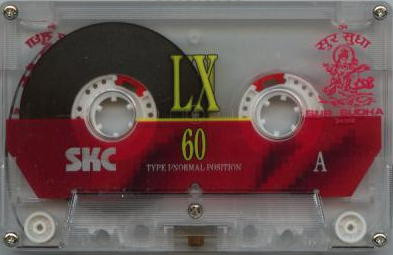 सुर सुधा
SUR SUDHA
LX
60
SKC
TYPE I/NORMAL POSITION
A